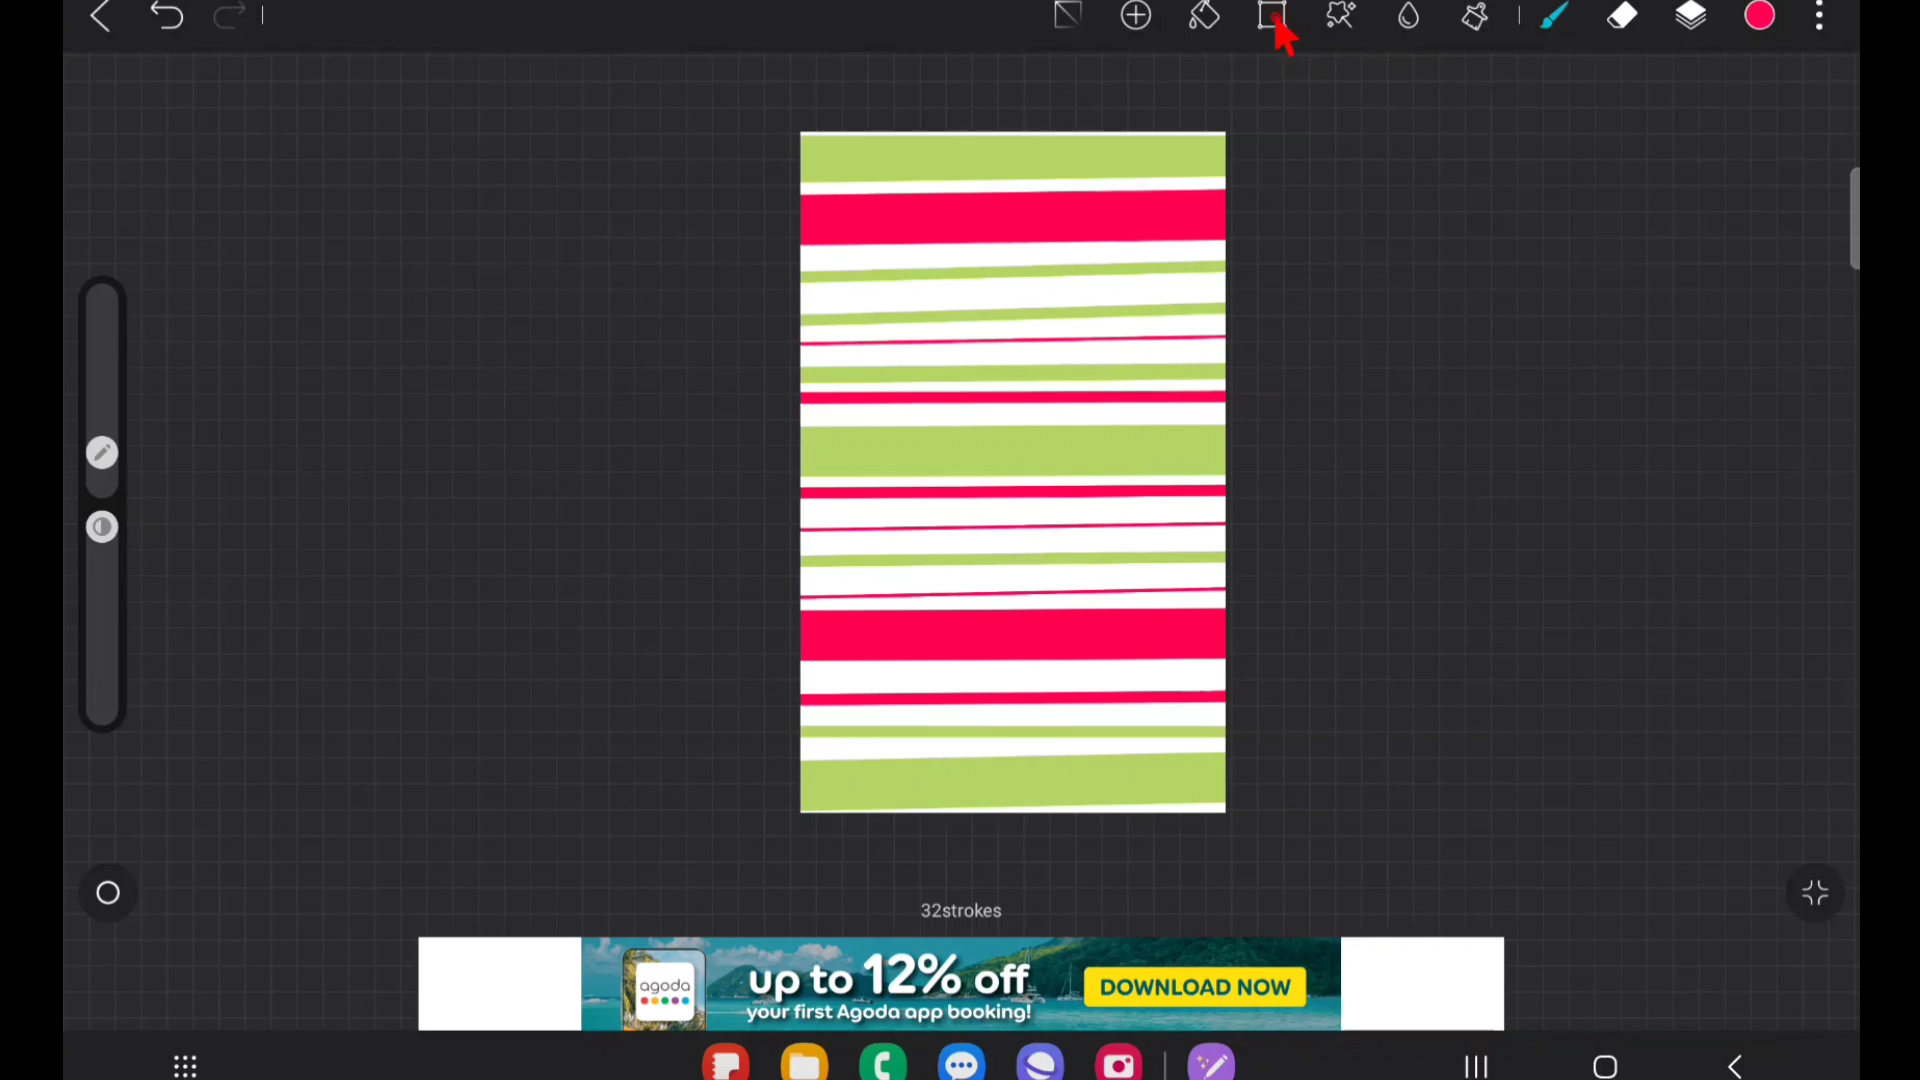 32strokes
agoda
up to 12% off
your first Agoda app booking!
DOWNLOAD NOW